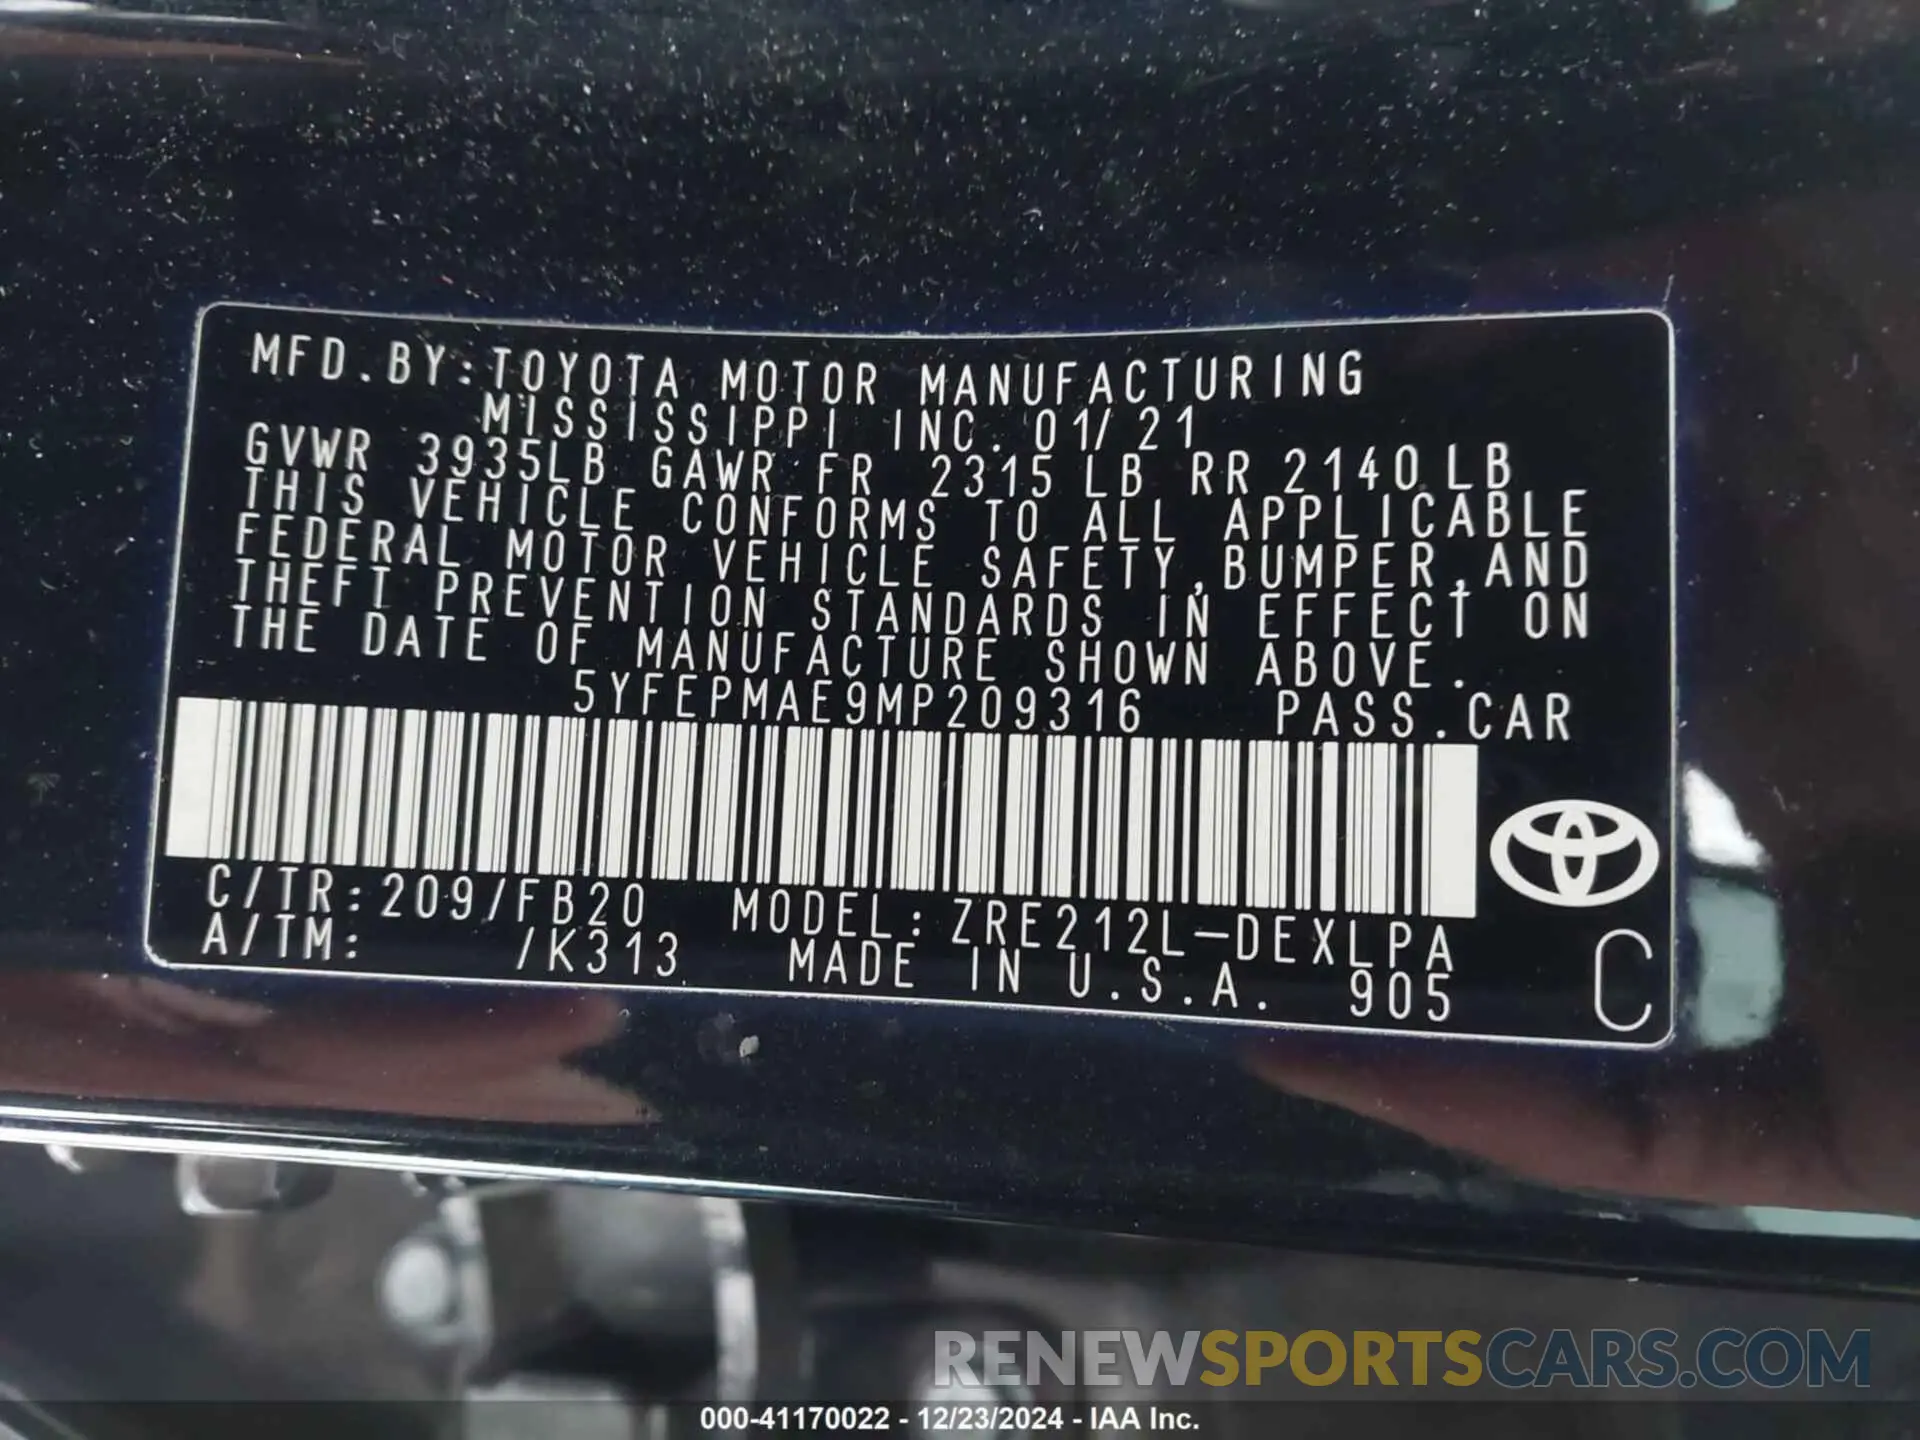 MFD.BY:TOYOTA MOTOR MANUFACTURING
MISSISSIPPI INC. 01/21
GVWR 3935LB GAWR FR 2315 LB RR 2140 LB
THIS VEHICLE CONFORMS TO ALL APPLICABLE
FEDERAL MOTOR VEHICLE SAFETY,BUMPER,AND
THEFT PREVENTION STANDARDS IN EFFECT ON
THE DATE OF MANUFACTURE SHOWN ABOVE.
5YFEPMAE9MP209316 PASS.CAR
C/TR:209/FB20 MODEL:ZRE212L-DEXLPA
A/TM: /K313 MADE IN U.S.A. 905
C
RENEWSPORTSCARS.COM
000-41170022 - 12/23/2024 - IAA Inc.